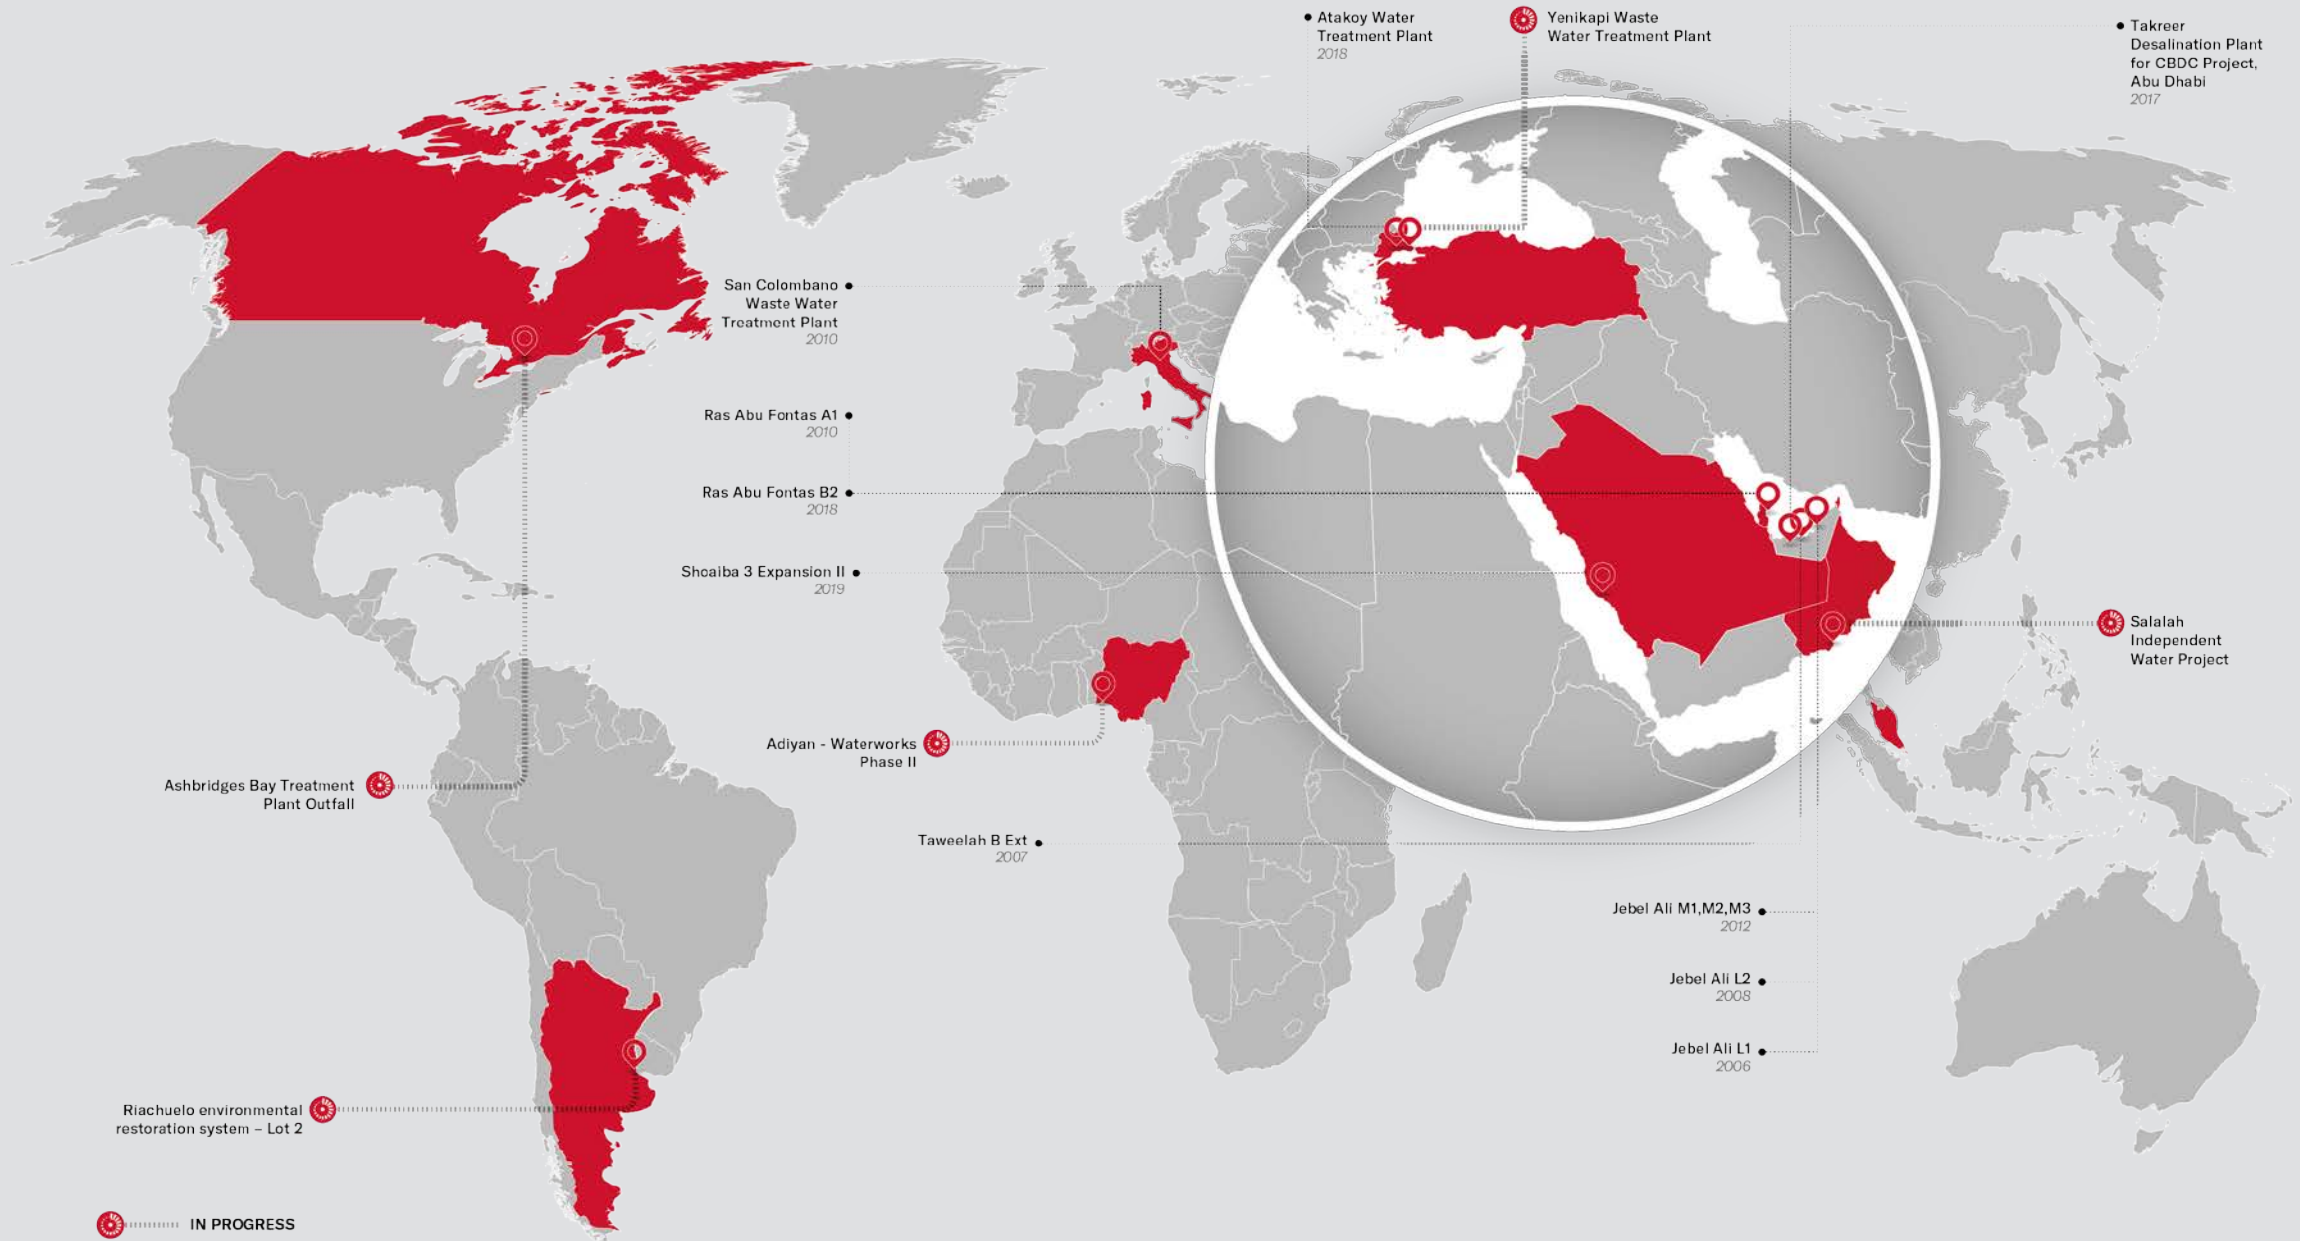 Atakoy Water
Treatment Plant
2018
Yenikapi Waste
Water Treatment Plant
Takreer
Desalination Plant
for CBDC Project,
Abu Dhabi
2017
San Colombano
Waste Water
Treatment Plant
2010
Ras Abu Fontas A1
2010
Ras Abu Fontas B2
2018
Shoaiba 3 Expansion II
2019
Salalah
Independent
Water Project
Adiyan - Waterworks
Phase II
Ashbridges Bay Treatment
Plant Outfall
Taweelah B Ext
2007
Jebel Ali M1,M2,M3
2012
Jebel Ali L2
2008
Jebel Ali L1
2006
Riachuelo environmental
restoration system – Lot 2
IN PROGRESS